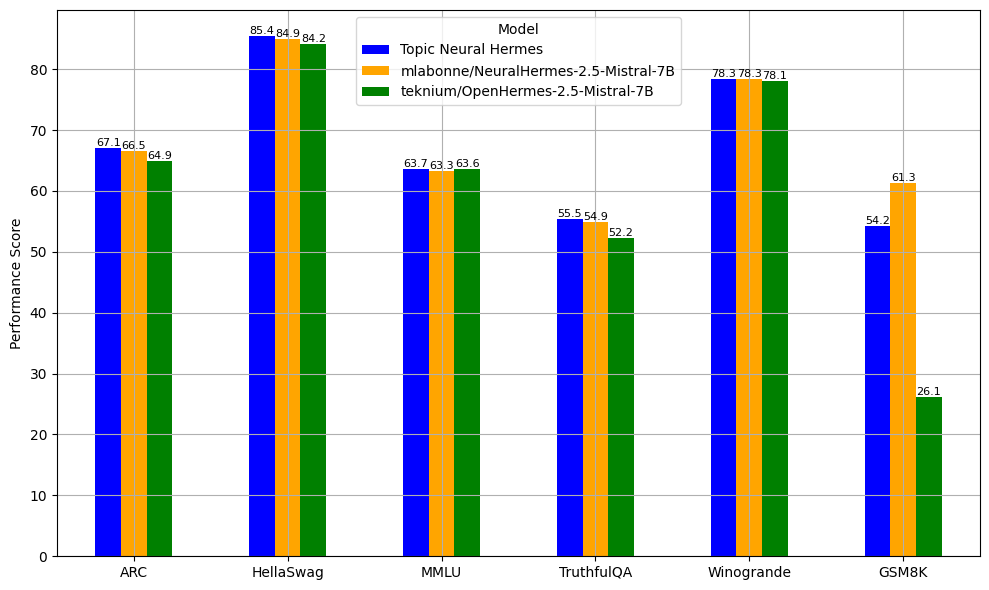 Model
Topic Neural Hermes
mlabonne/NeuralHermes-2.5-Mistral-7B
teknium/OpenHermes-2.5-Mistral-7B
Performance Score
80
70
60
50
40
30
20
10
0
67.1
66.5
64.9
85.4
84.9
84.2
63.7
63.3
63.6
55.5
54.9
52.2
78.3
78.3
78.1
54.2
61.3
26.1
ARC
HellaSwag
MMLU
TruthfulQA
Winogrande
GSM8K